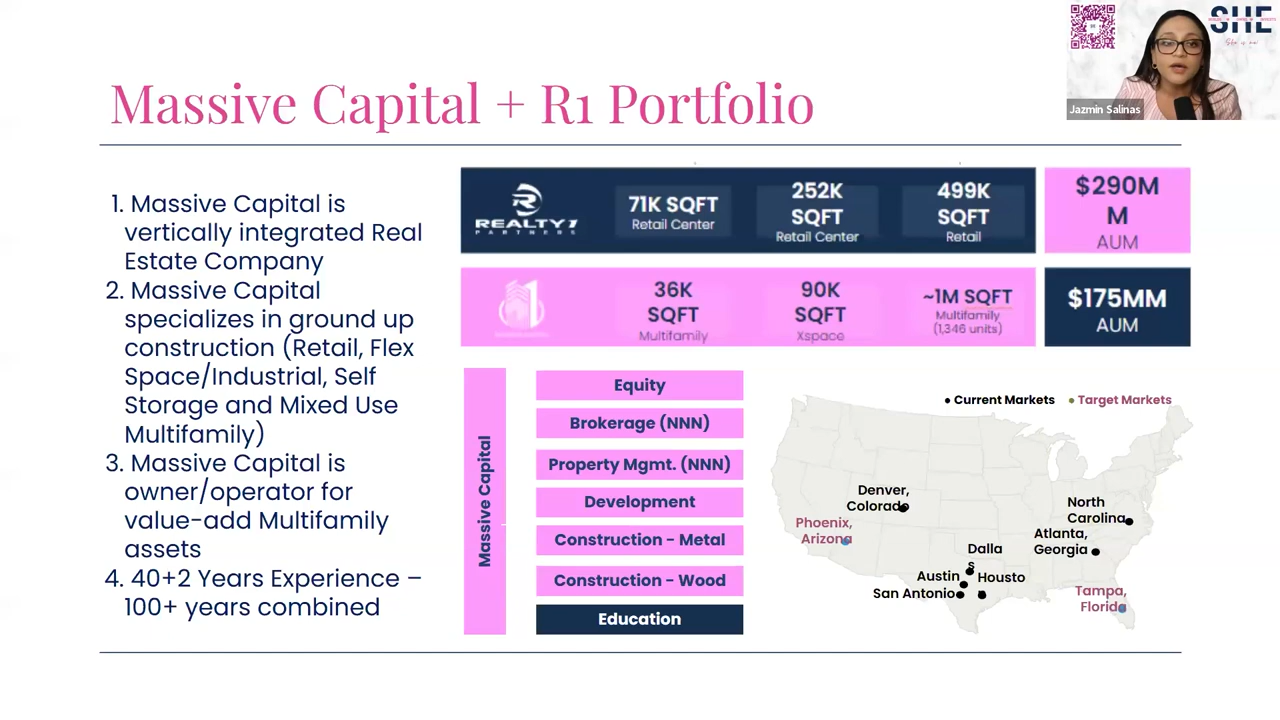 SHE
She is me
Jazmin Salinas
Massive Capital + R1 Portfolio
1. Massive Capital is
vertically integrated Real
Estate Company
2. Massive Capital
specializes in ground up
construction (Retail, Flex
Space/Industrial, Self
Storage and Mixed Use
Multifamily)
3. Massive Capital is
owner/operator for
value-add Multifamily
assets
4. 40+2 Years Experience –
100+ years combined
REALTY1
PARTNERS
71K SQFT
Retail Center
252K
SQFT
Retail Center
499K
SQFT
Retail
$290M
M
AUM
36K
SQFT
Multifamily
90K
SQFT
Xspace
~1M SQFT
Multifamily
(1,346 units)
$175MM
AUM
Massive Capital
Equity
Brokerage (NNN)
Property Mgmt. (NNN)
Development
Construction - Metal
Construction - Wood
Education
Current Markets
Target Markets
Denver,
Colorado
Phoenix,
Arizona
North
Carolina
Atlanta,
Georgia
Dalla
s
Austin
Housto
San Antonio
Tampa,
Florida